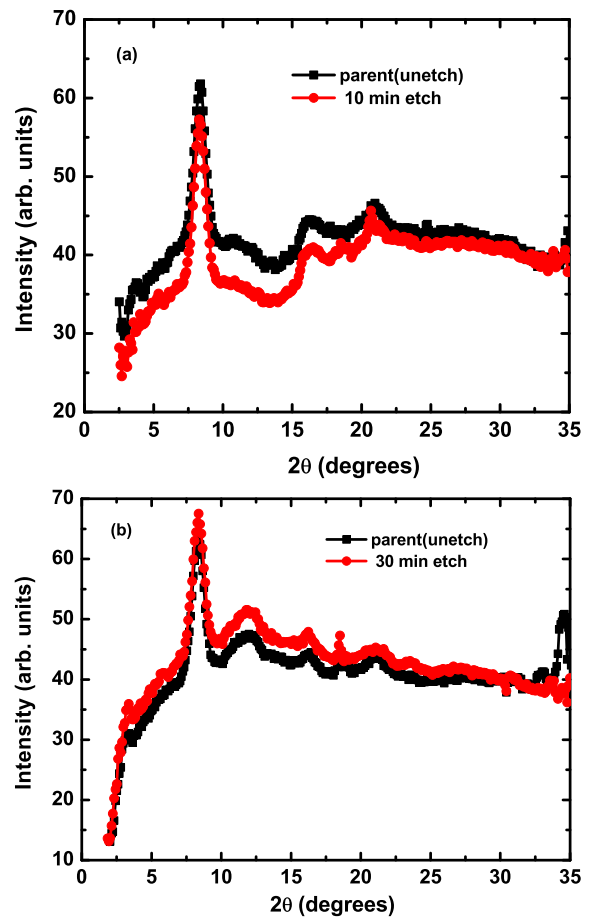 70
(a)
parent(unetch)
10 min etch
60
50
40
30
20
Intensity (arb. units)
0 5 10 15 20 25 30 35
2θ (degrees)
70
(b)
parent(unetch)
30 min etch
60
50
40
30
20
10
Intensity (arb. units)
0 5 10 15 20 25 30 35
2θ (degrees)